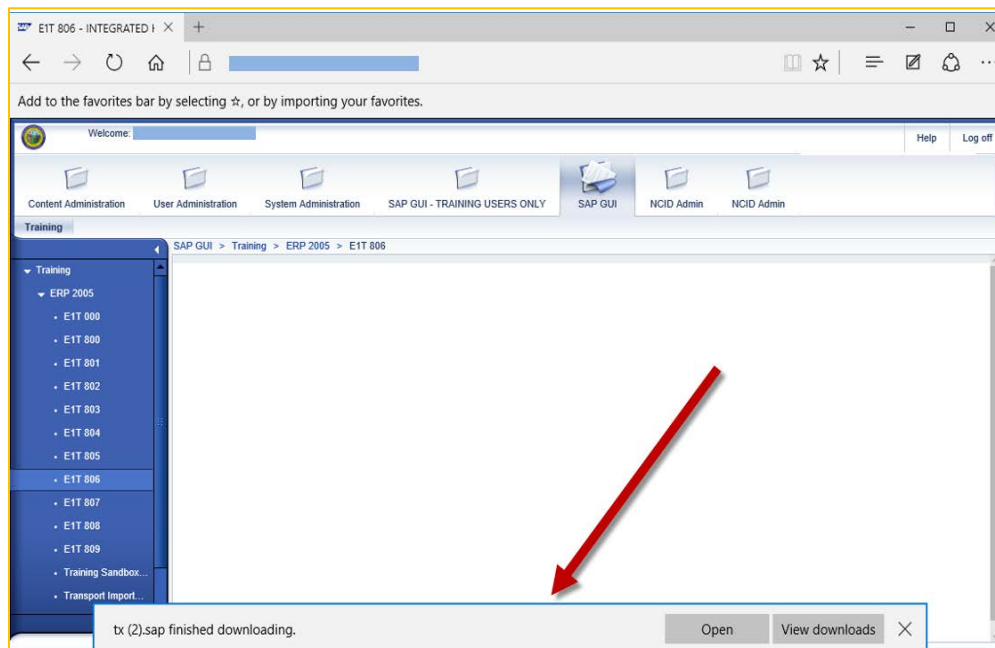 E1T 806 - INTEGRATED H
Add to the favorites bar by selecting ☆, or by importing your favorites.
Welcome:
Help Log off
Content Administration User Administration System Administration SAP GUI - TRAINING USERS ONLY SAP GUI NCID Admin NCID Admin
Training
SAP GUI > Training > ERP 2005 > E1T 806
Training
ERP 2005
E1T 000
E1T 800
E1T 801
E1T 802
E1T 803
E1T 804
E1T 805
E1T 806
E1T 807
E1T 808
E1T 809
Training Sandbox...
Transport Import...
tx (2).sap finished downloading. Open View downloads